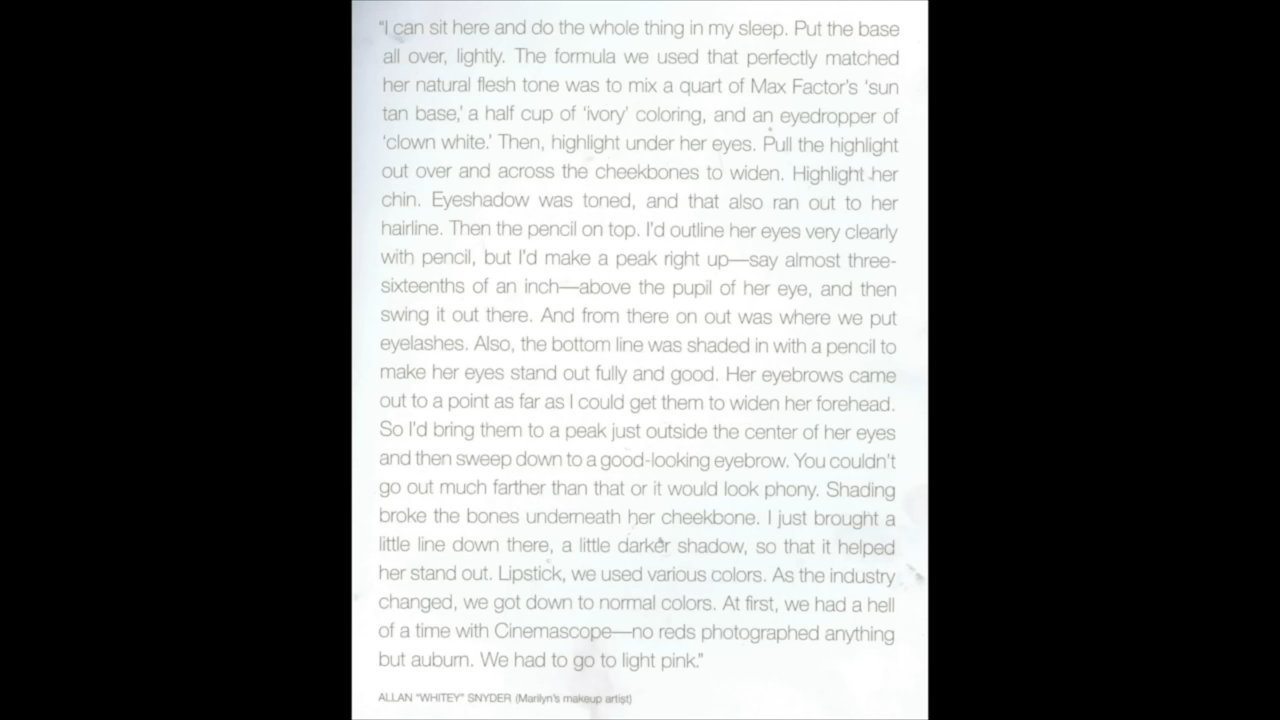 “I can sit here and do the whole thing in my sleep. Put the base
all over, lightly. The formula we used that perfectly matched
her natural flesh tone was to mix a quart of Max Factor’s ‘sun
tan base,’ a half cup of ‘ivory’ coloring, and an eyedropper of
‘clown white.’ Then, highlight under her eyes. Pull the highlight
out over and across the cheekbones to widen. Highlight her
chin. Eyeshadow was toned, and that also ran out to her
hairline. Then the pencil on top. I’d outline her eyes very clearly
with pencil, but I’d make a peak right up—say almost three-
sixteenths of an inch—above the pupil of her eye, and then
swing it out there. And from there on out was where we put
eyelashes. Also, the bottom line was shaded in with a pencil to
make her eyes stand out fully and good. Her eyebrows came
out to a point as far as I could get them to widen her forehead.
So I’d bring them to a peak just outside the center of her eyes
and then sweep down to a good-looking eyebrow. You couldn’t
go out much farther than that or it would look phony. Shading
broke the bones underneath her cheekbone. I just brought a
little line down there, a little darker shadow, so that it helped
her stand out. Lipstick, we used various colors. As the industry
changed, we got down to normal colors. At first, we had a hell
of a time with Cinemascope—no reds photographed anything
but auburn. We had to go to light pink.”
ALLAN “WHITEY” SNYDER (Marilyn’s makeup artist)